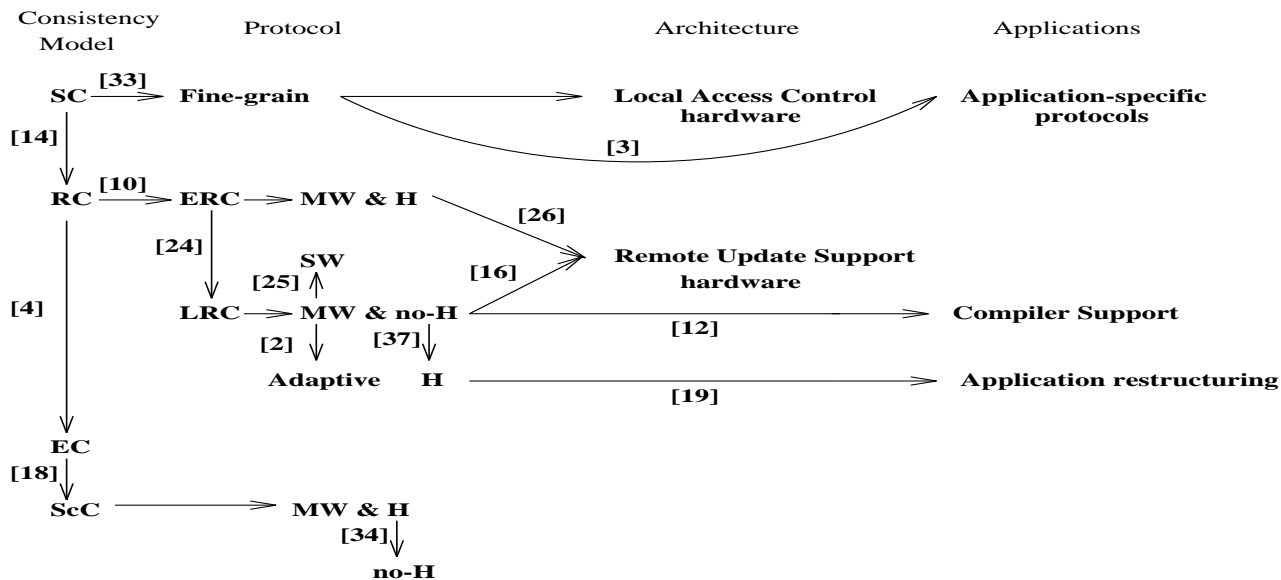 Consistency Model
Protocol
Architecture
Applications
SC
[33]
Fine-grain
Local Access Control
hardware
Application-specific
protocols
[14]
[3]
RC
[10]
ERC
MW & H
[26]
[24]
SW
[16]
Remote Update Support
hardware
[25]
[4]
LRC
MW & no-H
Compiler Support
[2]
[37]
[12]
Adaptive
H
Application restructuring
[19]
EC
[18]
ScC
MW & H
[34]
no-H